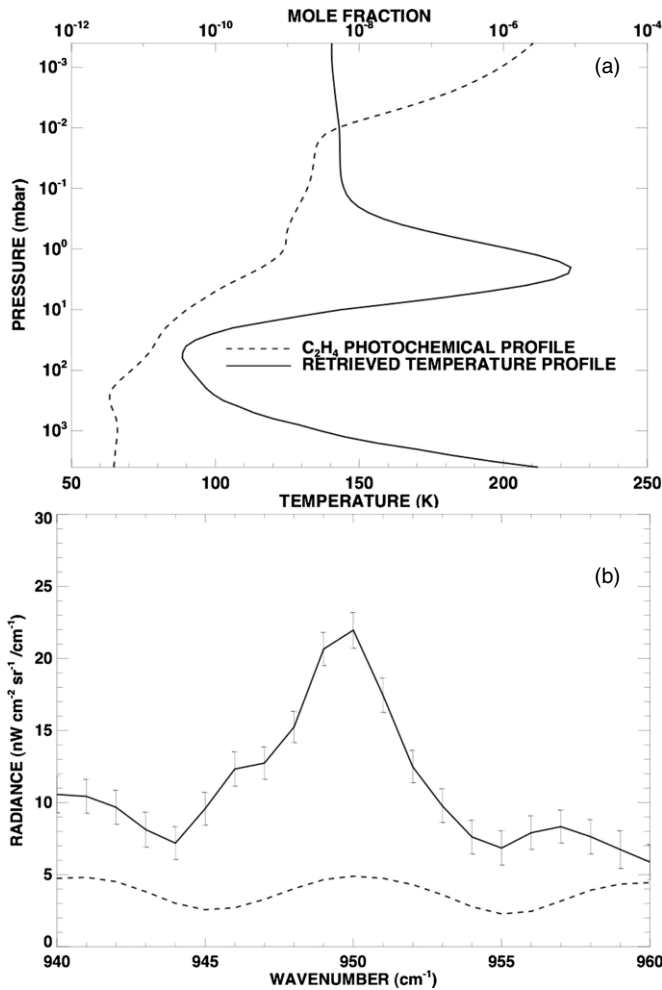 MOLE FRACTION
10⁻¹² 10⁻¹⁰ 10⁻⁸ 10⁻⁶ 10⁻⁴
(a)
10⁻³
10⁻²
10⁻¹
10⁰
10¹
10²
10³
PRESSURE (mbar)
C₂H₄ PHOTOCHEMICAL PROFILE
RETRIEVED TEMPERATURE PROFILE
50 100 150 200 250
TEMPERATURE (K)
(b)
30
25
20
15
10
5
0
RADIANCE (nW cm⁻² sr⁻¹ /cm⁻¹)
940 945 950 955 960
WAVENUMBER (cm⁻¹)